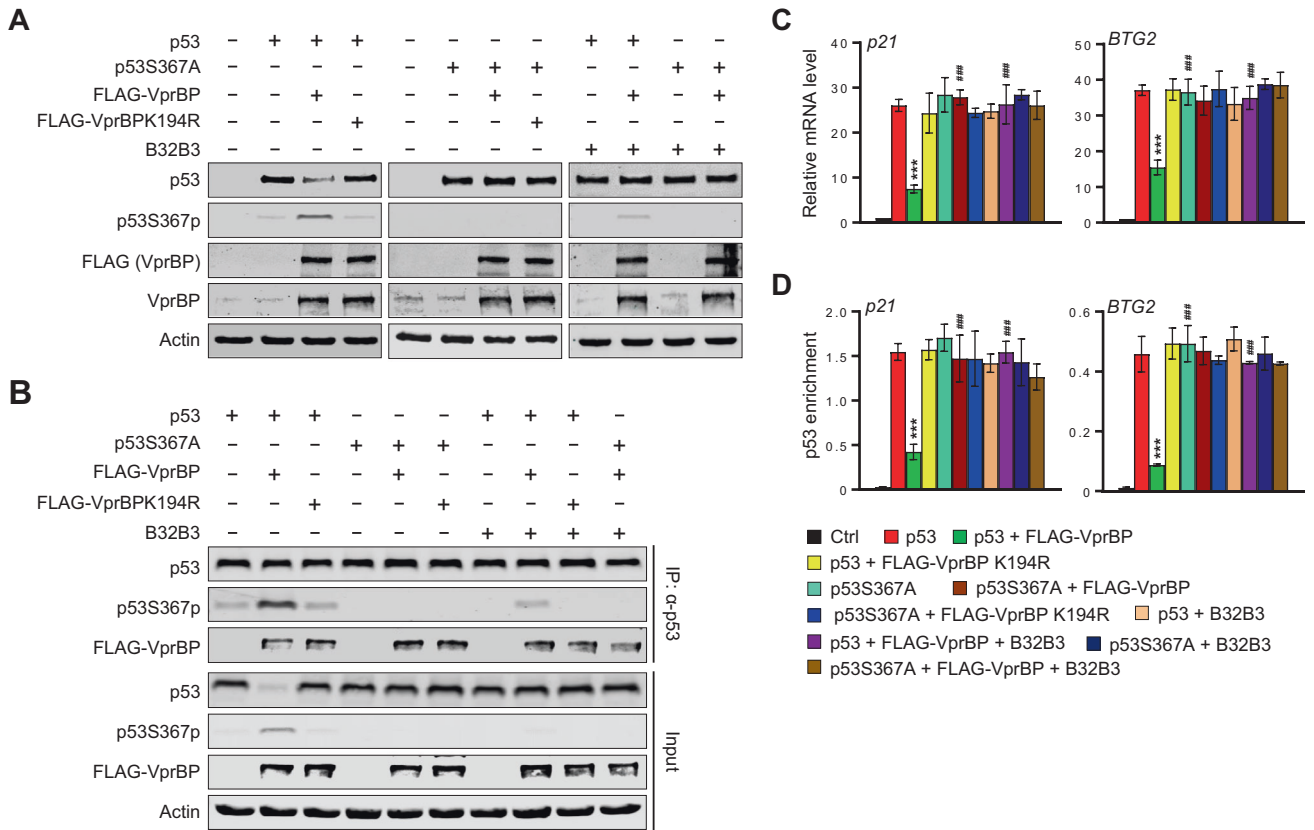 A
p53 – + + + – – – – + + – –
p53S367A – – – – – + + + – – + +
FLAG-VprBP – – + – – – + – – + – +
FLAG-VprBPK194R – – – + – – – + – – – –
B32B3 – – – – – – – – + + + +
p53
p53S367p
FLAG (VprBP)
VprBP
Actin
B
p53 + + + – – – + + + –
p53S367A – – – + + + – – – +
FLAG-VprBP – + – – + – – + – +
FLAG-VprBPK194R – – + – – + – – + –
B32B3 – – – – – – + + + +
p53
p53S367p
FLAG-VprBP
IP: α-p53
p53
p53S367p
FLAG-VprBP
Actin
Input
C
p21
Relative mRNA level
40
30
20
10
0
***
###
###
BTG2
50
40
30
20
10
0
***
###
###
D
p21
p53 enrichment
2.0
1.5
1.0
0.5
0
***
###
###
BTG2
0.6
0.4
0.2
0
***
###
###
Ctrl p53 p53 + FLAG-VprBP
p53 + FLAG-VprBP K194R
p53S367A p53S367A + FLAG-VprBP
p53S367A + FLAG-VprBP K194R p53 + B32B3
p53 + FLAG-VprBP + B32B3 p53S367A + B32B3
p53S367A + FLAG-VprBP + B32B3